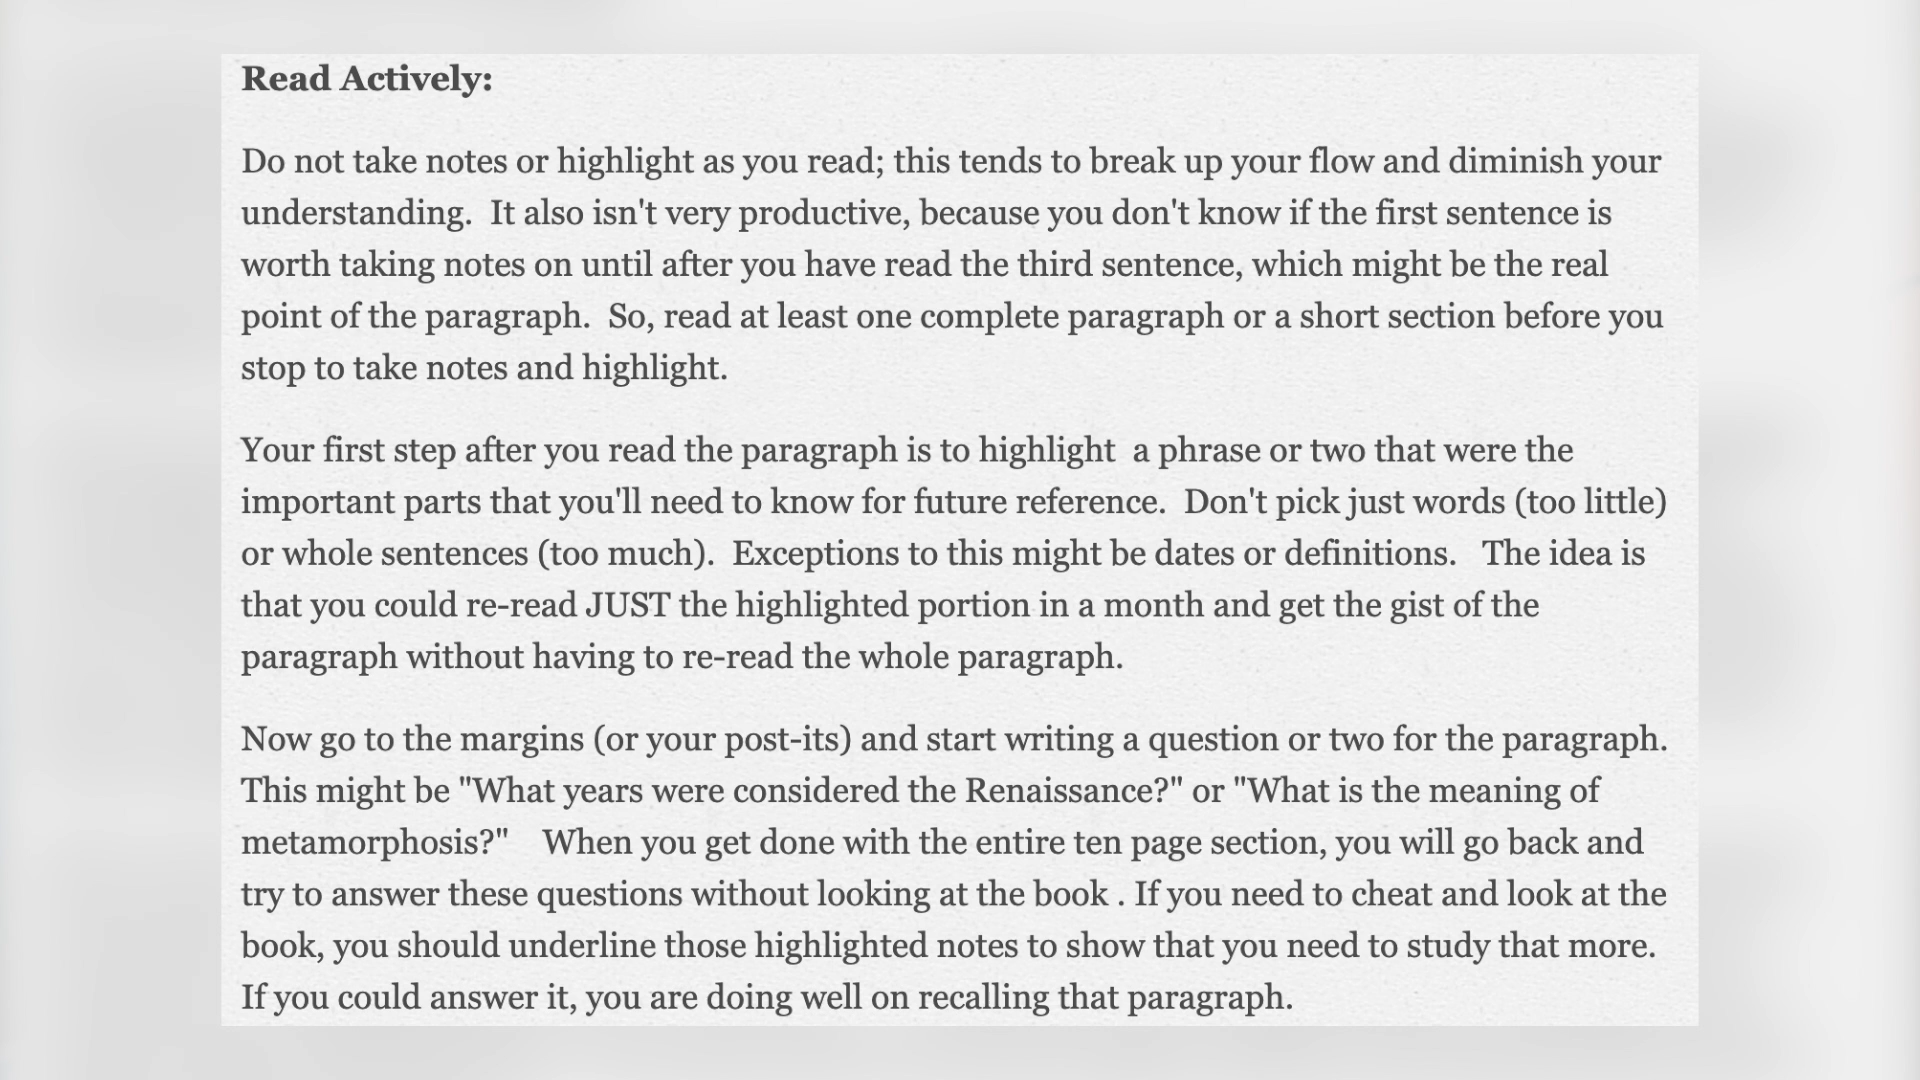 Read Actively:
Do not take notes or highlight as you read; this tends to break up your flow and diminish your
understanding.  It also isn't very productive, because you don't know if the first sentence is
worth taking notes on until after you have read the third sentence, which might be the real
point of the paragraph.  So, read at least one complete paragraph or a short section before you
stop to take notes and highlight.
Your first step after you read the paragraph is to highlight  a phrase or two that were the
important parts that you'll need to know for future reference.  Don't pick just words (too little)
or whole sentences (too much).  Exceptions to this might be dates or definitions.   The idea is
that you could re-read JUST the highlighted portion in a month and get the gist of the
paragraph without having to re-read the whole paragraph.
Now go to the margins (or your post-its) and start writing a question or two for the paragraph.
This might be "What years were considered the Renaissance?" or "What is the meaning of
metamorphosis?"    When you get done with the entire ten page section, you will go back and
try to answer these questions without looking at the book . If you need to cheat and look at the
book, you should underline those highlighted notes to show that you need to study that more.
If you could answer it, you are doing well on recalling that paragraph.